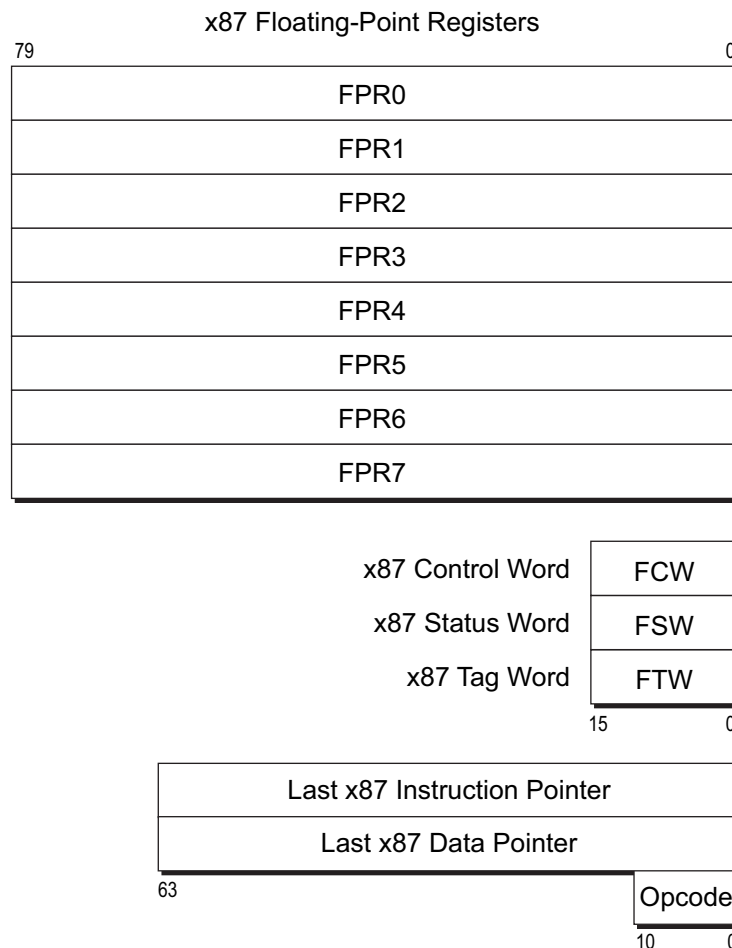 x87 Floating-Point Registers
79 0
FPR0
FPR1
FPR2
FPR3
FPR4
FPR5
FPR6
FPR7
x87 Control Word FCW
x87 Status Word FSW
x87 Tag Word FTW
15 0
Last x87 Instruction Pointer
Last x87 Data Pointer
63
Opcode
10 0